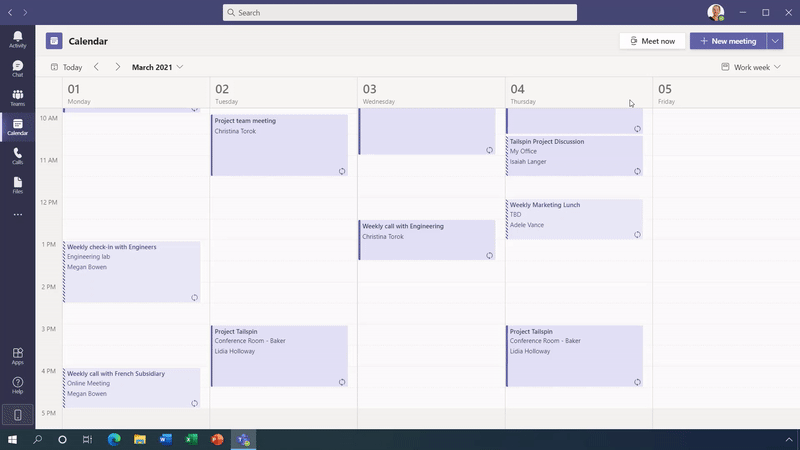 Search
Activity
Chat
Teams
Calendar
Calls
Files
Apps
Help
Calendar
Meet now
New meeting
Today
March 2021
Work week
01
Monday
02
Tuesday
03
Wednesday
04
Thursday
05
Friday
10 AM
11 AM
12 PM
1 PM
2 PM
3 PM
4 PM
5 PM
Weekly check-in with Engineers
Engineering lab
Megan Bowen
Weekly call with French Subsidiary
Online Meeting
Megan Bowen
Project team meeting
Christina Torok
Project Tailspin
Conference Room - Baker
Lidia Holloway
Weekly call with Engineering
Christina Torok
Tailspin Project Discussion
My Office
Isaiah Langer
Weekly Marketing Lunch
TBD
Adele Vance
Project Tailspin
Conference Room - Baker
Lidia Holloway